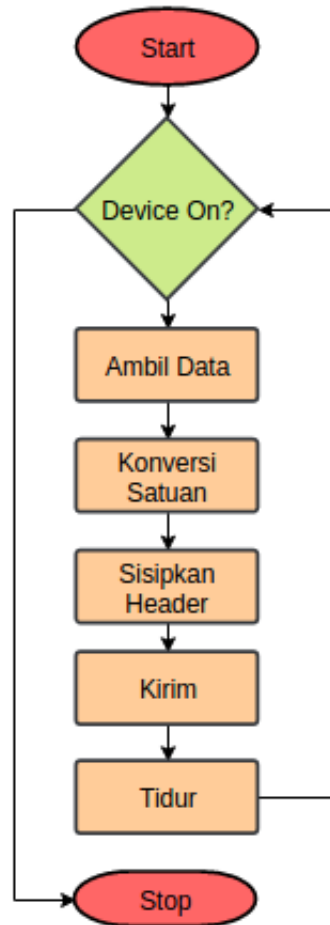 Start
Device On?
Ambil Data
Konversi
Satuan
Sisipkan
Header
Kirim
Tidur
Stop